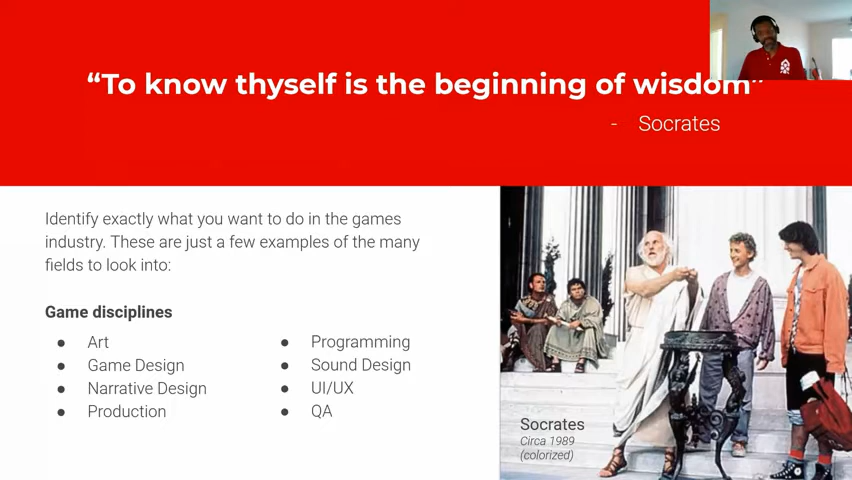 “To know thyself is the beginning of wisdom”
- Socrates
Identify exactly what you want to do in the games
industry. These are just a few examples of the many
fields to look into:
Game disciplines
● Art
● Game Design
● Narrative Design
● Production
● Programming
● Sound Design
● UI/UX
● QA
Socrates
Circa 1989
(colorized)